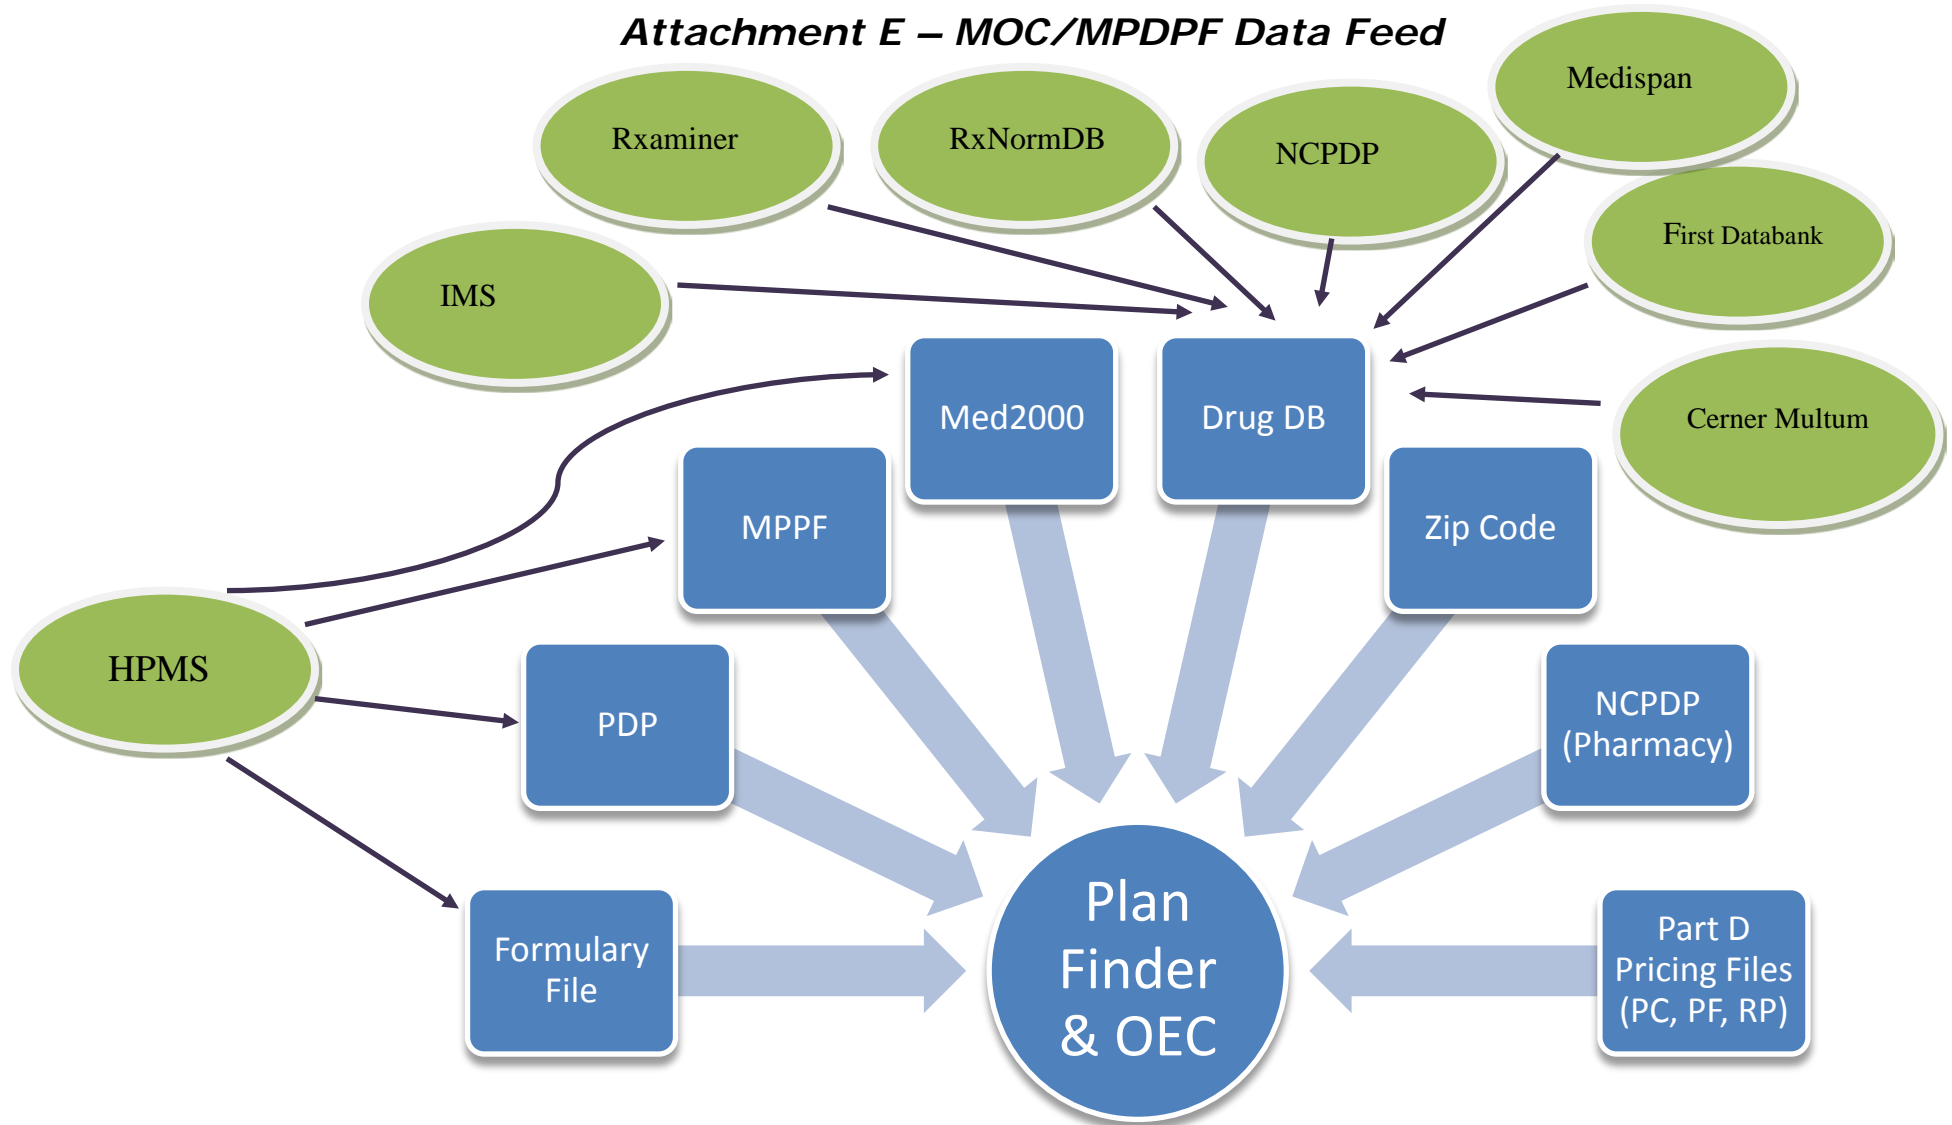 Attachment E – MOC/MPDPF Data Feed
Medispan
Rxaminer
RxNormDB
NCPDP
First Databank
IMS
Cerner Multum
Med2000
Drug DB
MPPF
Zip Code
HPMS
PDP
NCPDP
(Pharmacy)
Formulary
File
Plan
Finder
& OEC
Part D
Pricing Files
(PC, PF, RP)